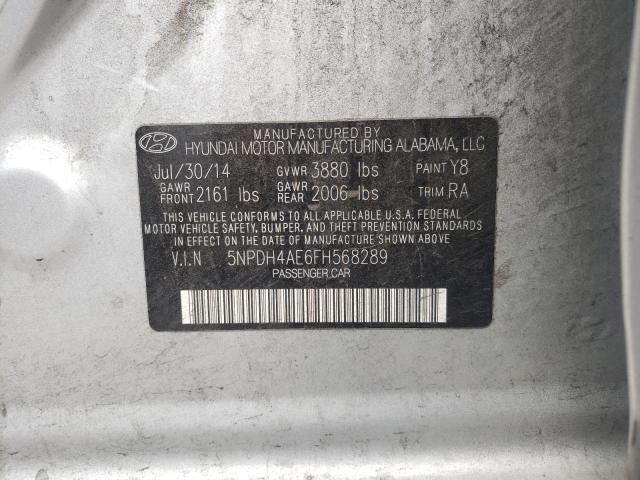 MANUFACTURED BY
HYUNDAI MOTOR MANUFACTURING ALABAMA, LLC
Jul/30/14 GVWR 3880 lbs PAINT Y8
GAWR FRONT 2161 lbs GAWR REAR 2006 lbs TRIM RA
THIS VEHICLE CONFORMS TO ALL APPLICABLE U.S.A. FEDERAL
MOTOR VEHICLE SAFETY, BUMPER, AND THEFT PREVENTION STANDARDS
IN EFFECT ON THE DATE OF MANUFACTURE SHOWN ABOVE.
V.I.N 5NPDH4AE6FH568289
PASSENGER CAR